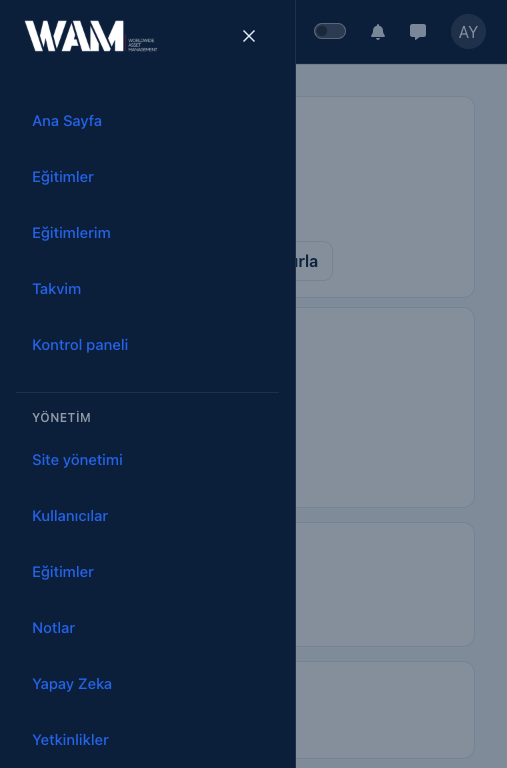 WAM
WORLDWIDE
ASSET
MANAGEMENT
AY
Ana Sayfa
Eğitimler
Eğitimlerim
Takvim
ırla
Kontrol paneli
YÖNETİM
Site yönetimi
Kullanıcılar
Eğitimler
Notlar
Yapay Zeka
Yetkinlikler